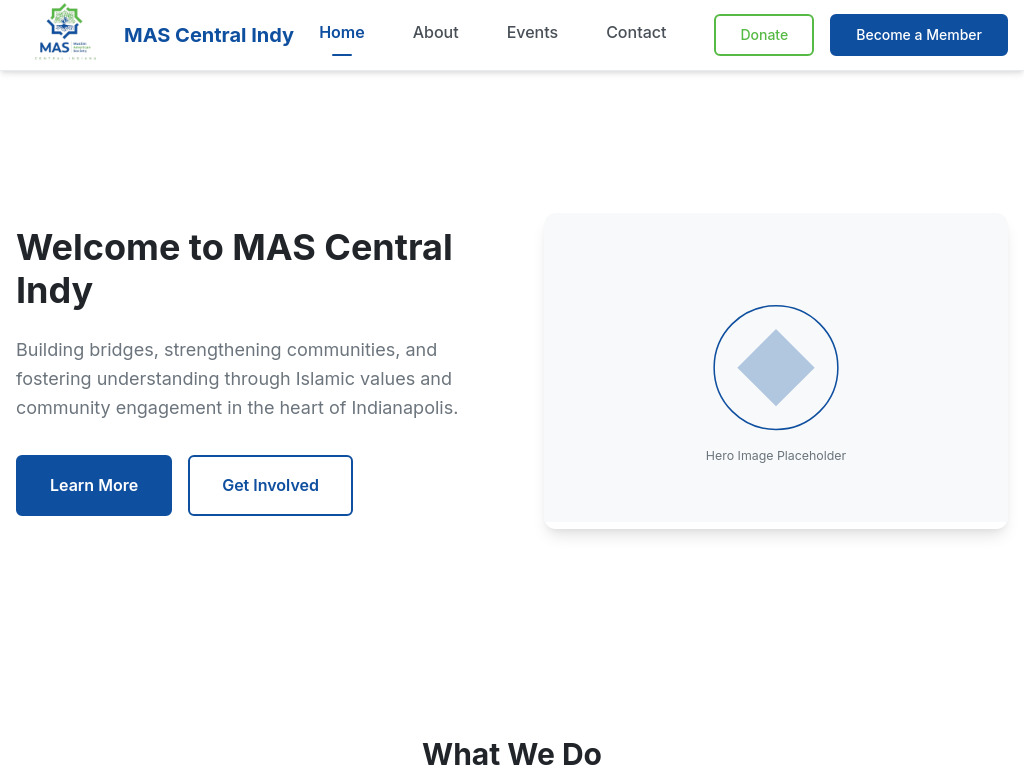 MAS
CENTRAL INDIANA
MAS Central Indy
Home
About
Events
Contact
Donate
Become a Member
Welcome to MAS Central
Indy
Building bridges, strengthening communities, and
fostering understanding through Islamic values and
community engagement in the heart of Indianapolis.
Learn More
Get Involved
Hero Image Placeholder
What We Do